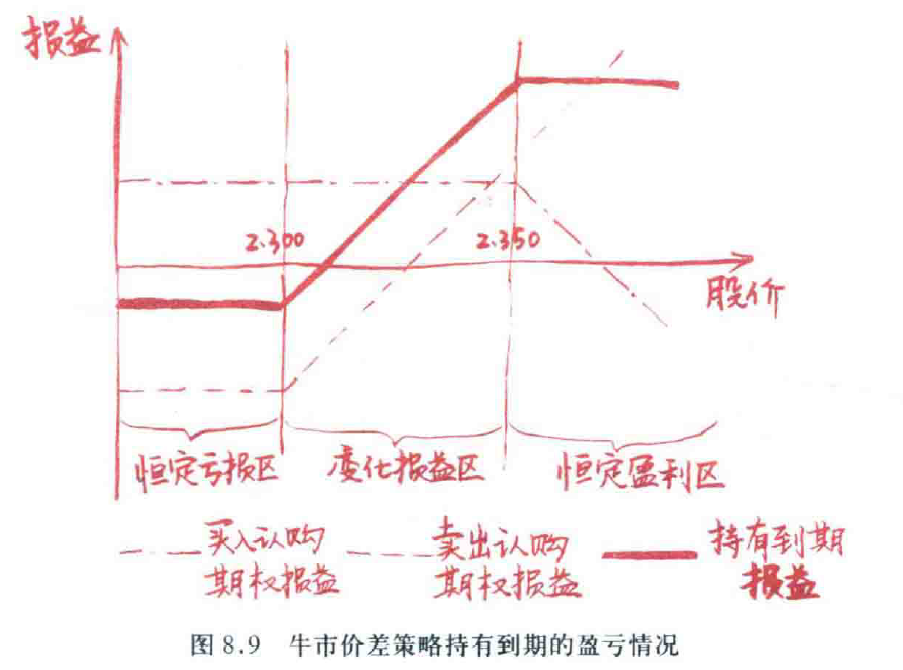 损益
2.300
2.350
股价
恒定亏损区
变化损益区
恒定盈利区
买入认购
期权损益
卖出认购
期权损益
持有到期
损益
图 8.9 牛市价差策略持有到期的盈亏情况